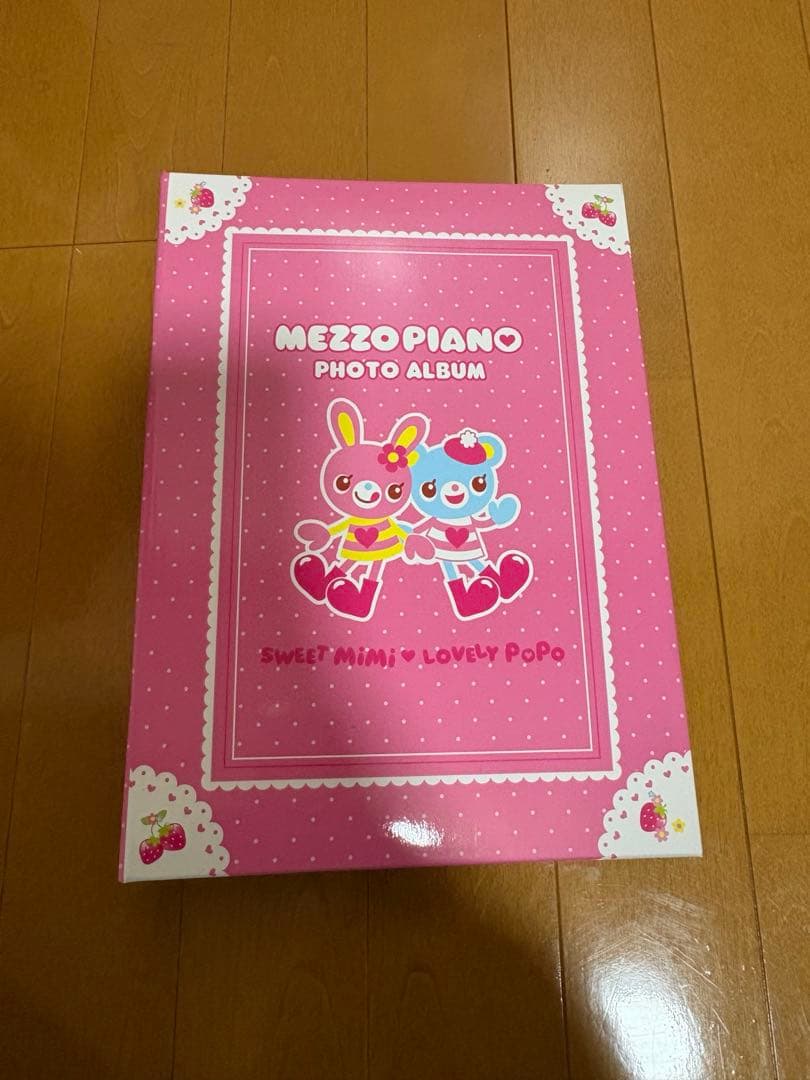 MEZZO PIANO
PHOTO ALBUM
SWEET MiMi ♥ LOVELY POPO